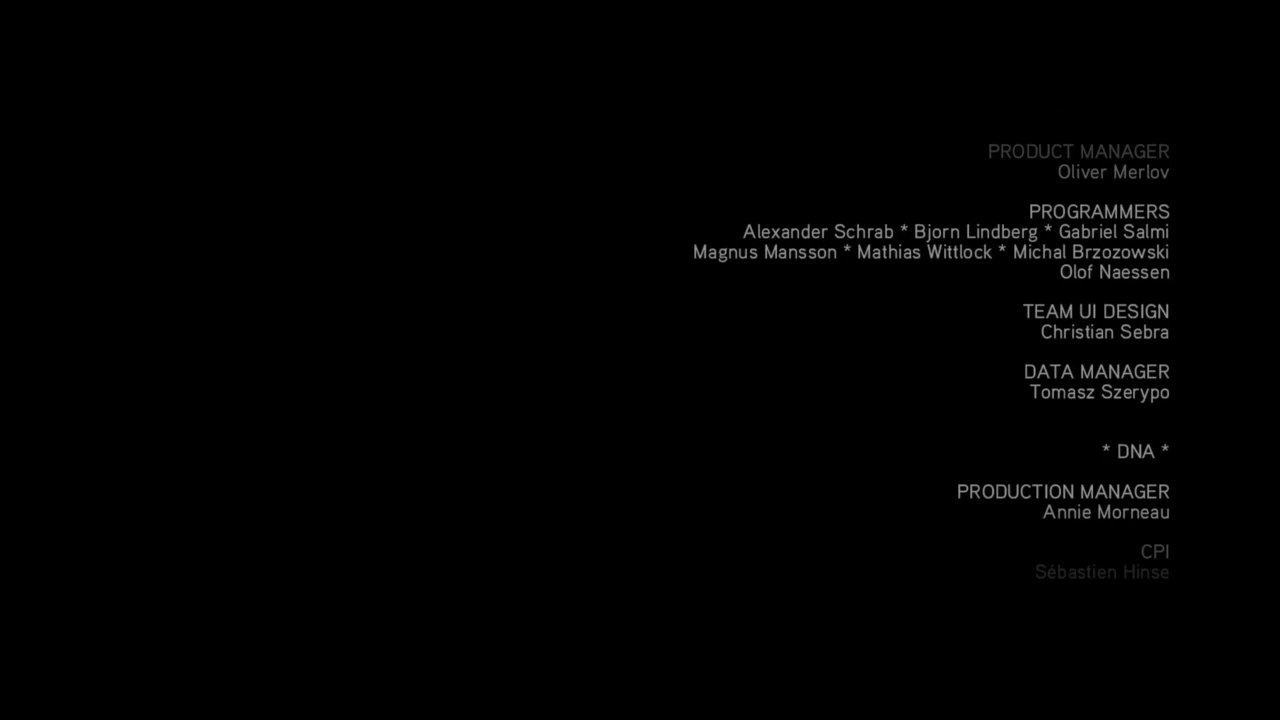 PRODUCT MANAGER
Oliver Merlov
PROGRAMMERS
Alexander Schrab * Bjorn Lindberg * Gabriel Salmi
Magnus Mansson * Mathias Wittlock * Michal Brzozowski
Olof Naessen
TEAM UI DESIGN
Christian Sebra
DATA MANAGER
Tomasz Szerypo
* DNA *
PRODUCTION MANAGER
Annie Morneau
CPI
Sébastien Hinse